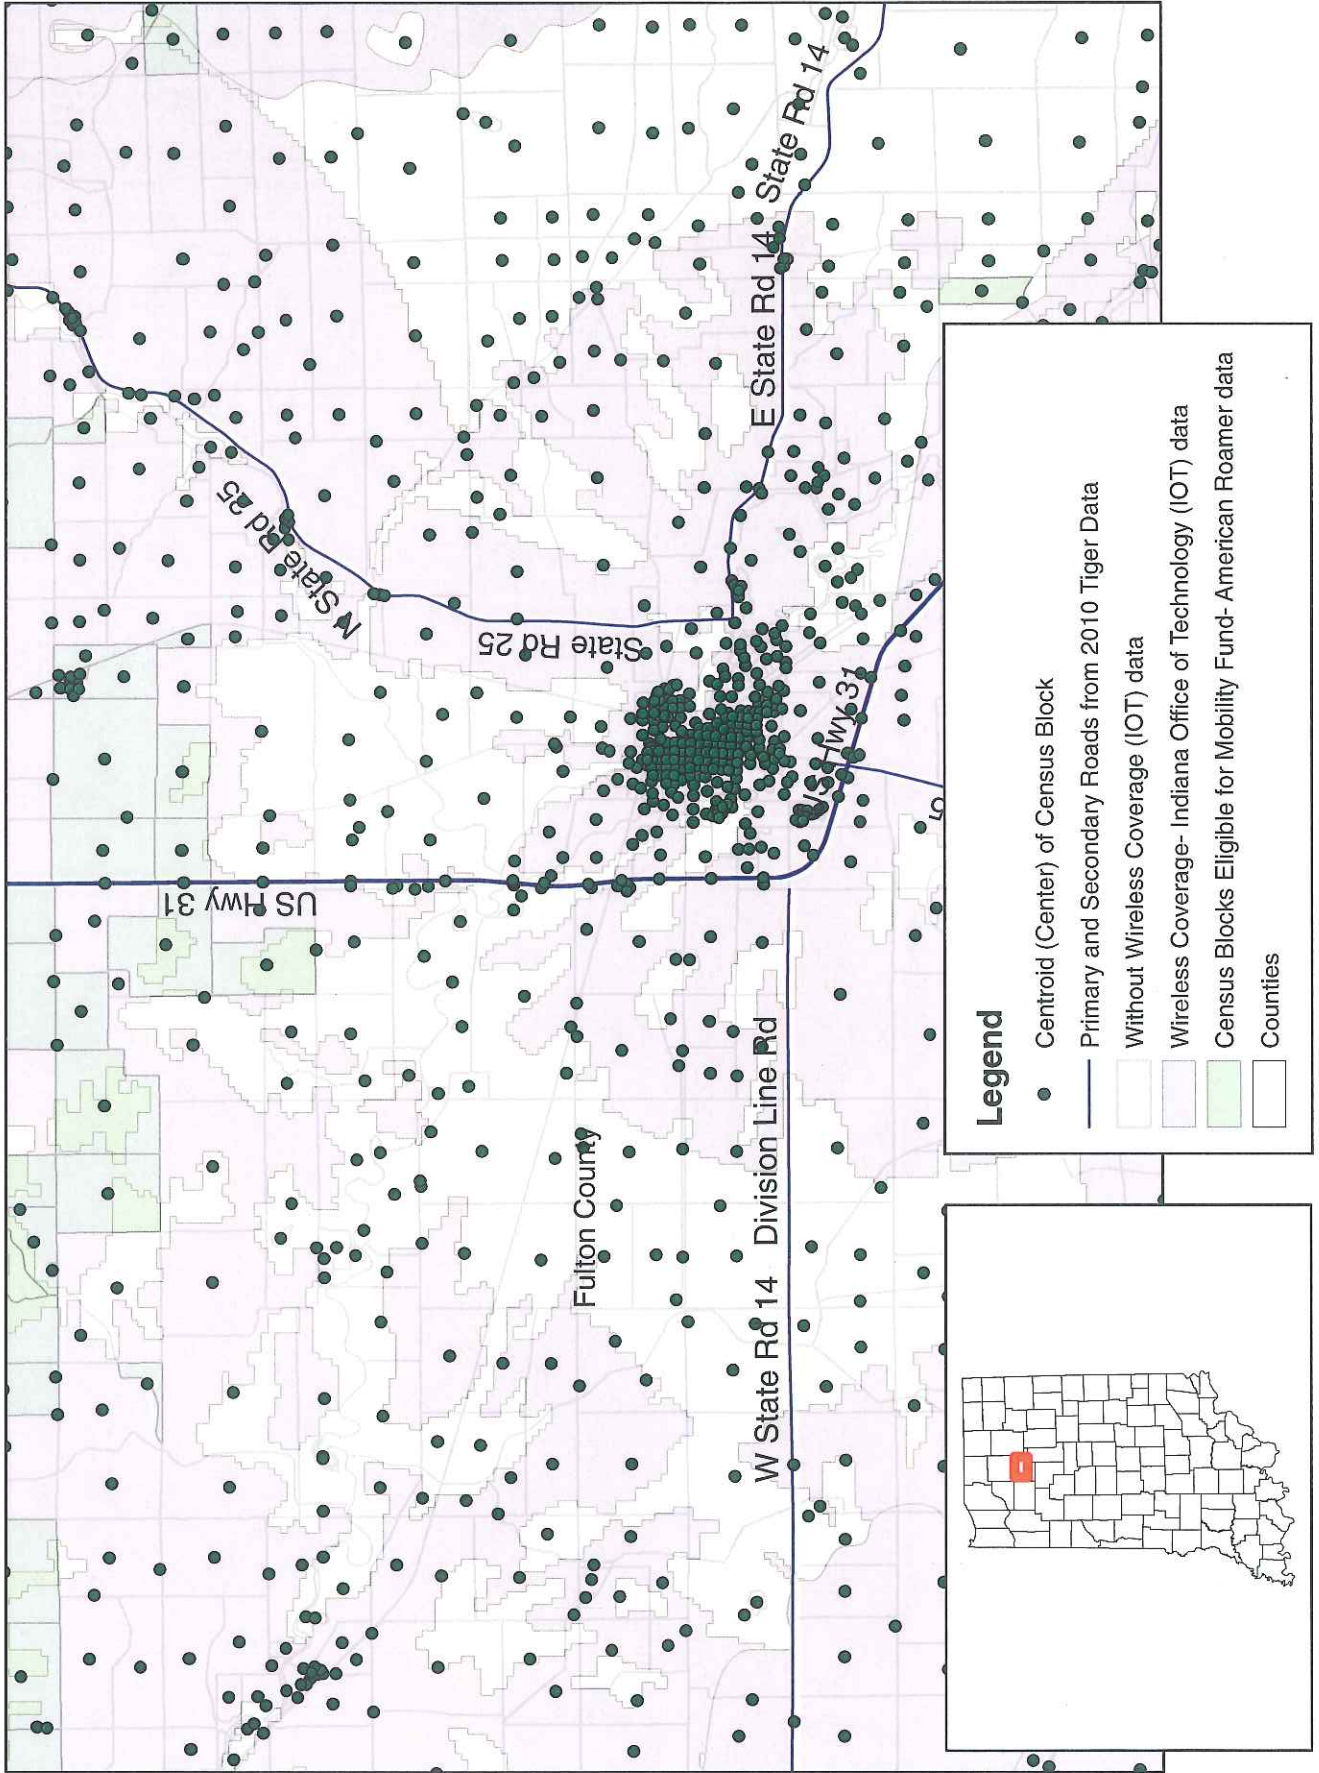 State Rd 14
E State Rd 14
N State Rd 25
State Rd 25
US Hwy 31
US Hwy 31
Fulton County
W State Rd 14
Division Line Rd
Legend
Centroid (Center) of Census Block
Primary and Secondary Roads from 2010 Tiger Data
Without Wireless Coverage (IOT) data
Wireless Coverage- Indiana Office of Technology (IOT) data
Census Blocks Eligible for Mobility Fund- American Roamer data
Counties